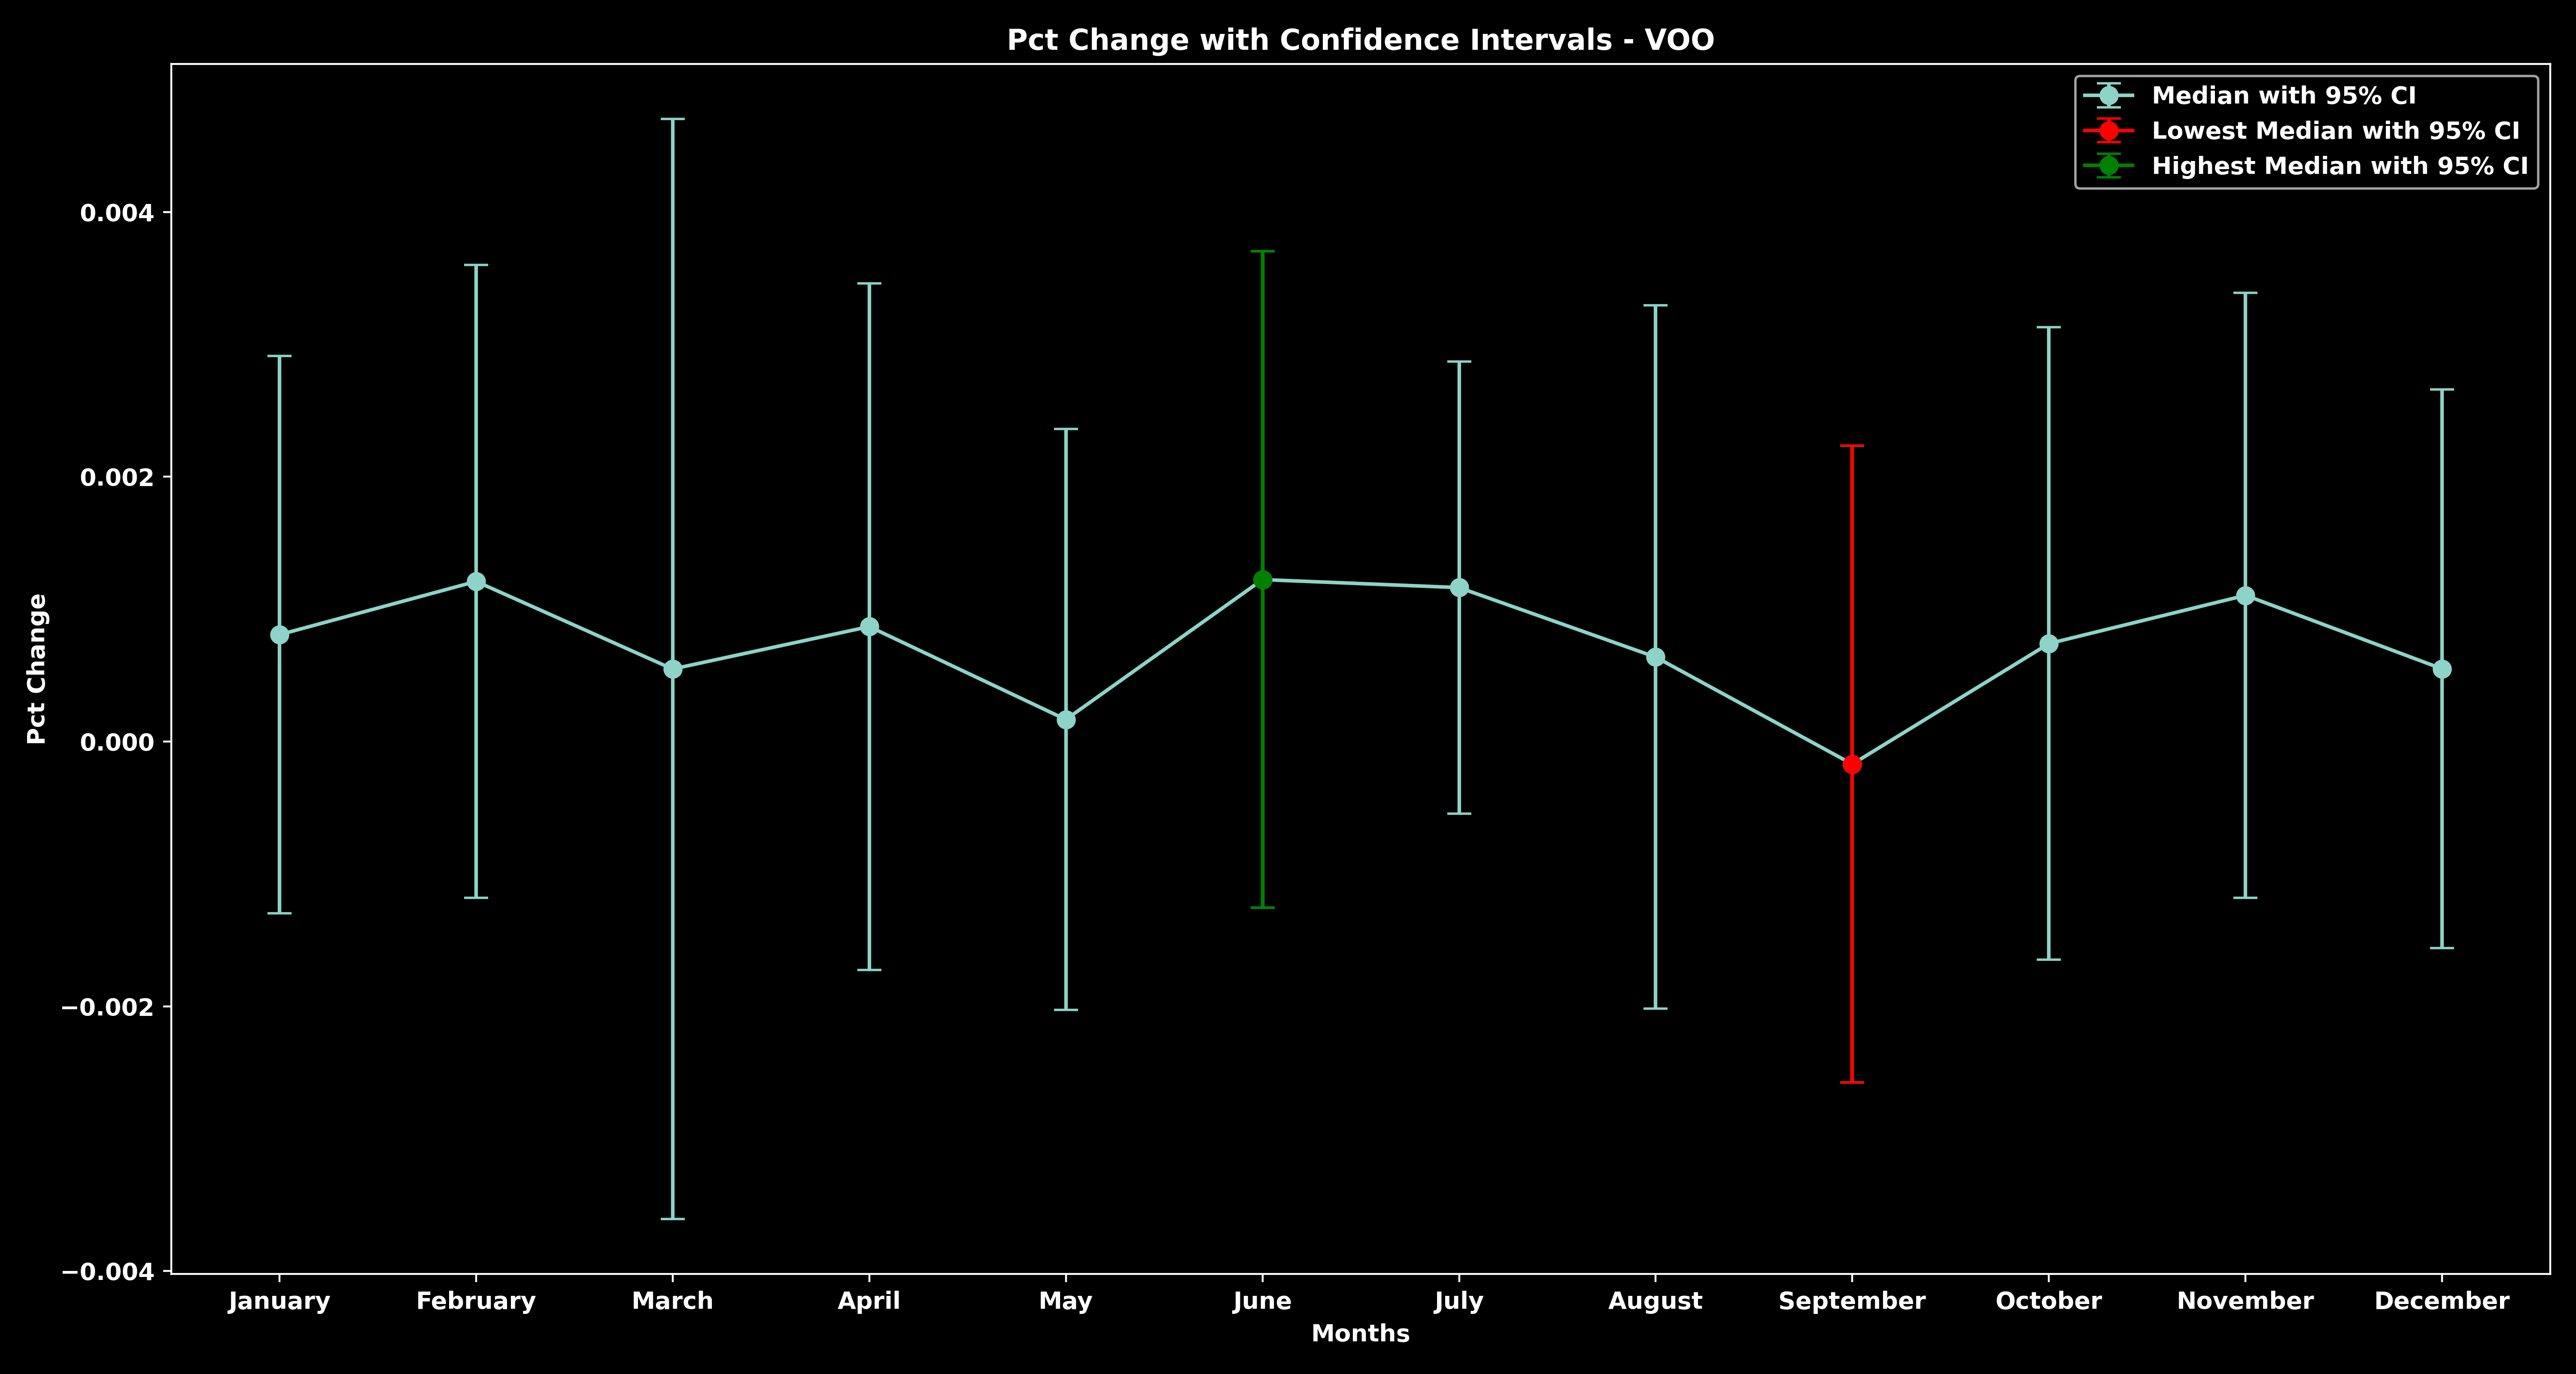 Pct Change with Confidence Intervals - VOO
Median with 95% CI
Lowest Median with 95% CI
Highest Median with 95% CI
Pct Change
0.004
0.002
0.000
−0.002
−0.004
January February March April May June July August September October November December
Months